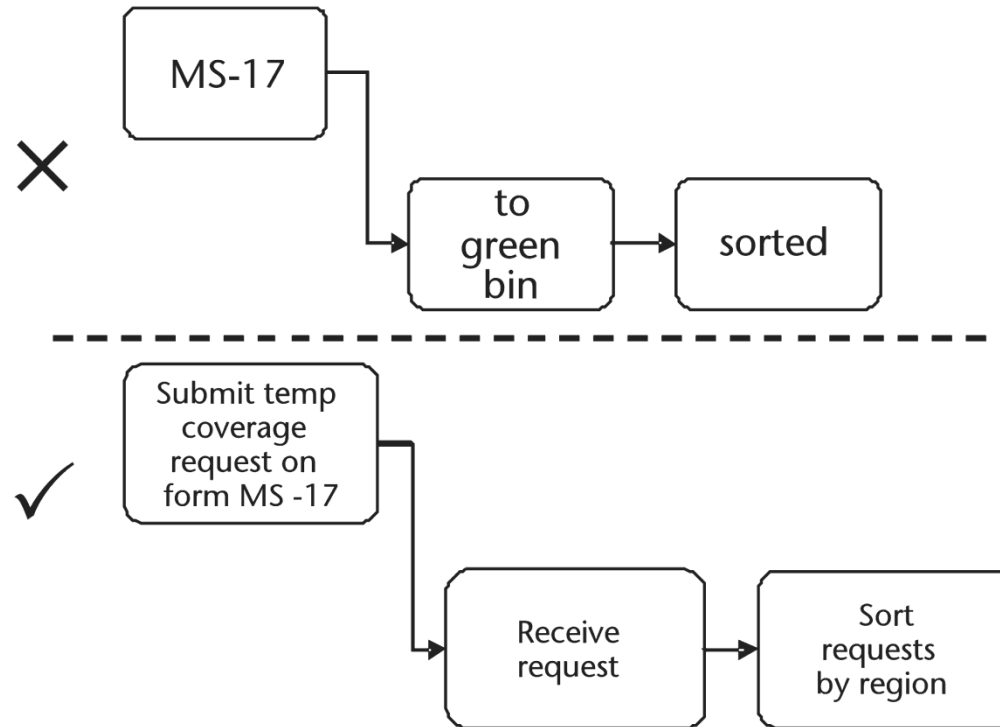 MS-17
to
green
bin
sorted
Submit temp
coverage
request on
form MS -17
Receive
request
Sort
requests
by region